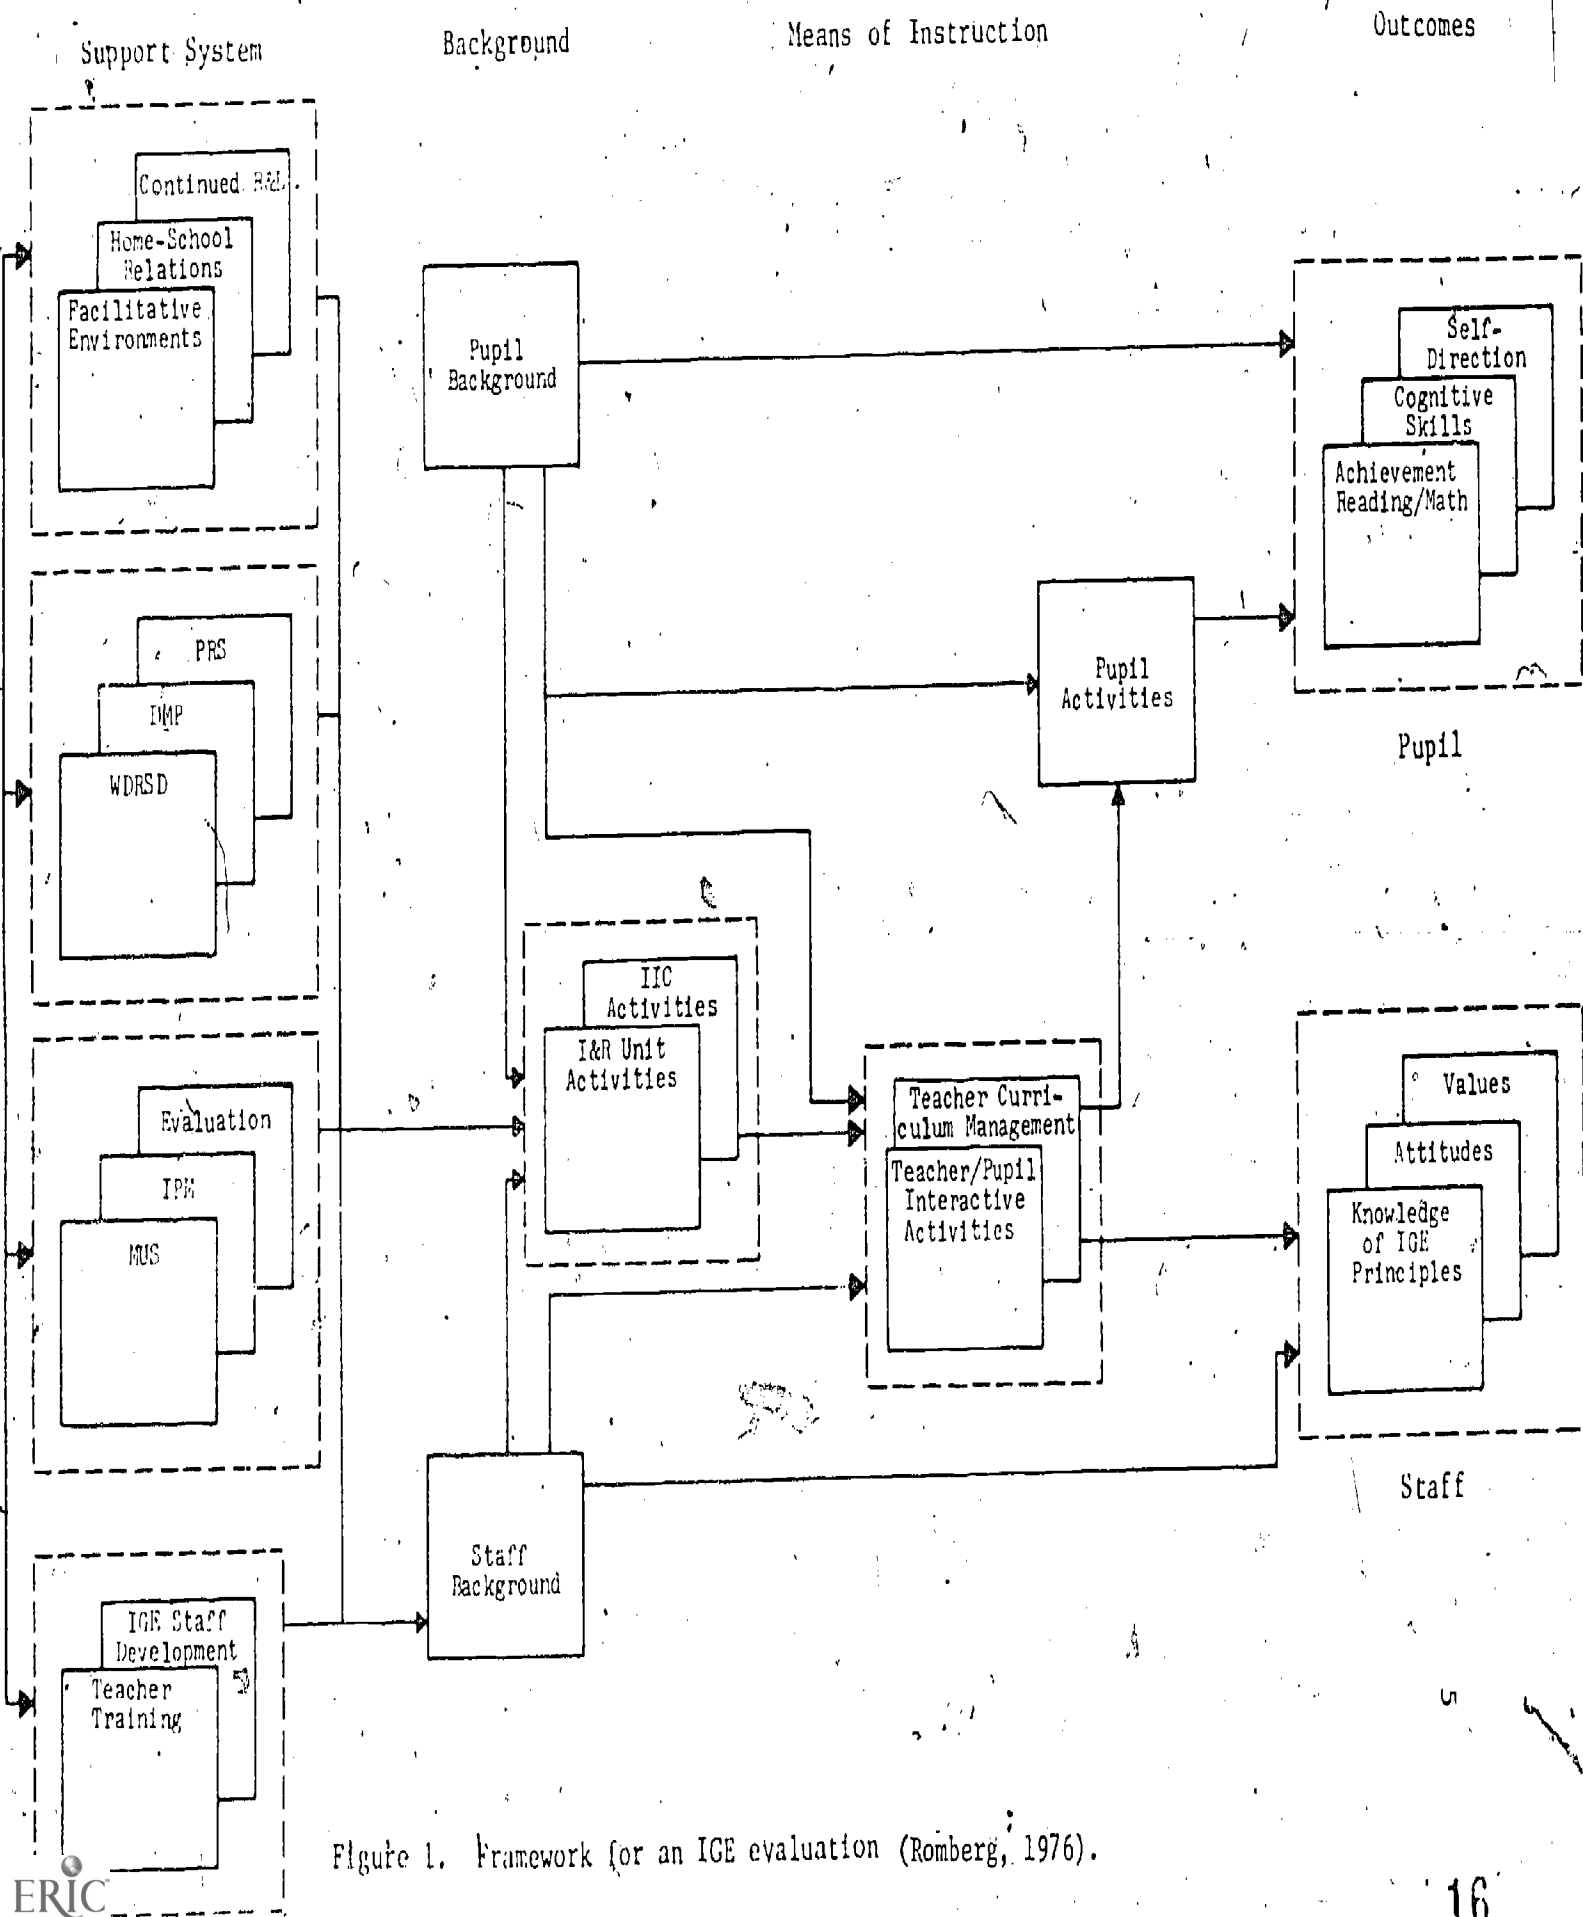 Support System
Background
Means of Instruction
Outcomes
Continued R&D
Home-School
Relations
Facilitative
Environments
Pupil
Background
Self-
Direction
Cognitive
Skills
Achievement
Reading/Math
PRS
DMP
WDRSD
Pupil
Activities
Pupil
IIC
Activities
I&R Unit
Activities
Teacher Curri-
culum Management
Teacher/Pupil
Interactive
Activities
Values
Attitudes
Knowledge
of IGE
Principles
Evaluation
IPM
MUS
Staff
Staff
Background
IGE Staff
Development
Teacher
Training
5
Figure 1. Framework for an IGE evaluation (Romberg, 1976).
ERIC
16